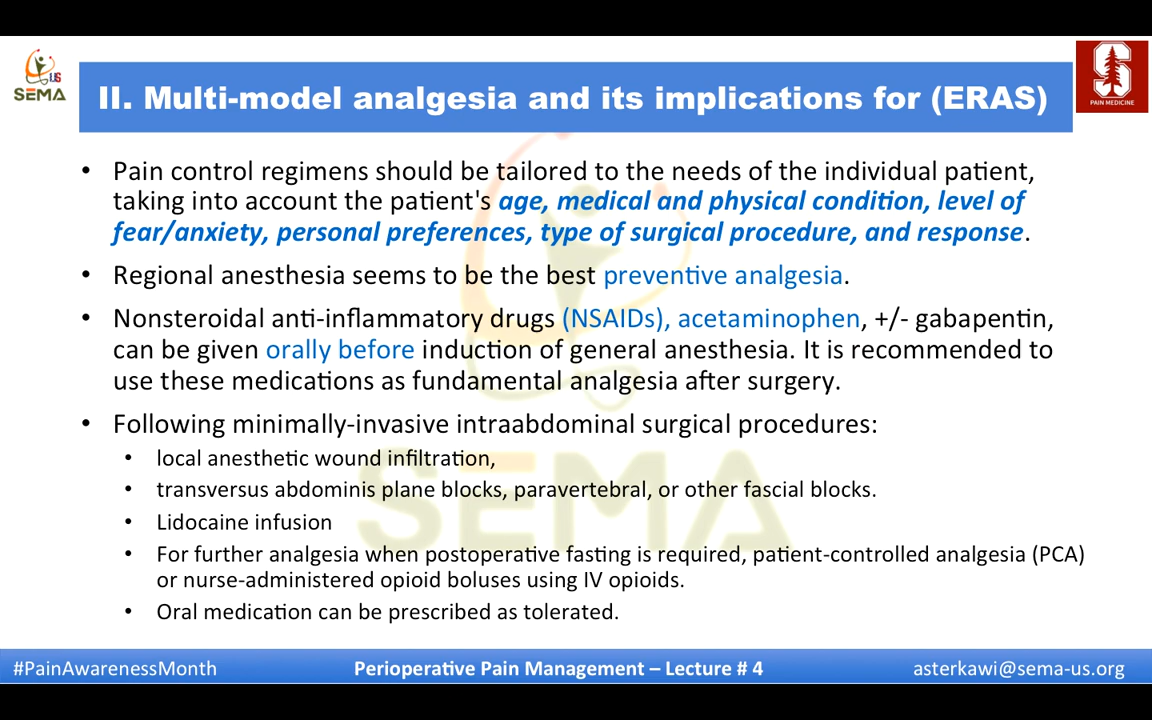 US
SEMA
II. Multi-model analgesia and its implications for (ERAS)
S
PAIN MEDICINE
• Pain control regimens should be tailored to the needs of the individual patient,
taking into account the patient's age, medical and physical condition, level of
fear/anxiety, personal preferences, type of surgical procedure, and response.
• Regional anesthesia seems to be the best preventive analgesia.
• Nonsteroidal anti-inflammatory drugs (NSAIDs), acetaminophen, +/- gabapentin,
can be given orally before induction of general anesthesia. It is recommended to
use these medications as fundamental analgesia after surgery.
• Following minimally-invasive intraabdominal surgical procedures:
• local anesthetic wound infiltration,
• transversus abdominis plane blocks, paravertebral, or other fascial blocks.
• Lidocaine infusion
• For further analgesia when postoperative fasting is required, patient-controlled analgesia (PCA)
or nurse-administered opioid boluses using IV opioids.
• Oral medication can be prescribed as tolerated.
SEMA
#PainAwarenessMonth
Perioperative Pain Management – Lecture # 4
asterkawi@sema-us.org